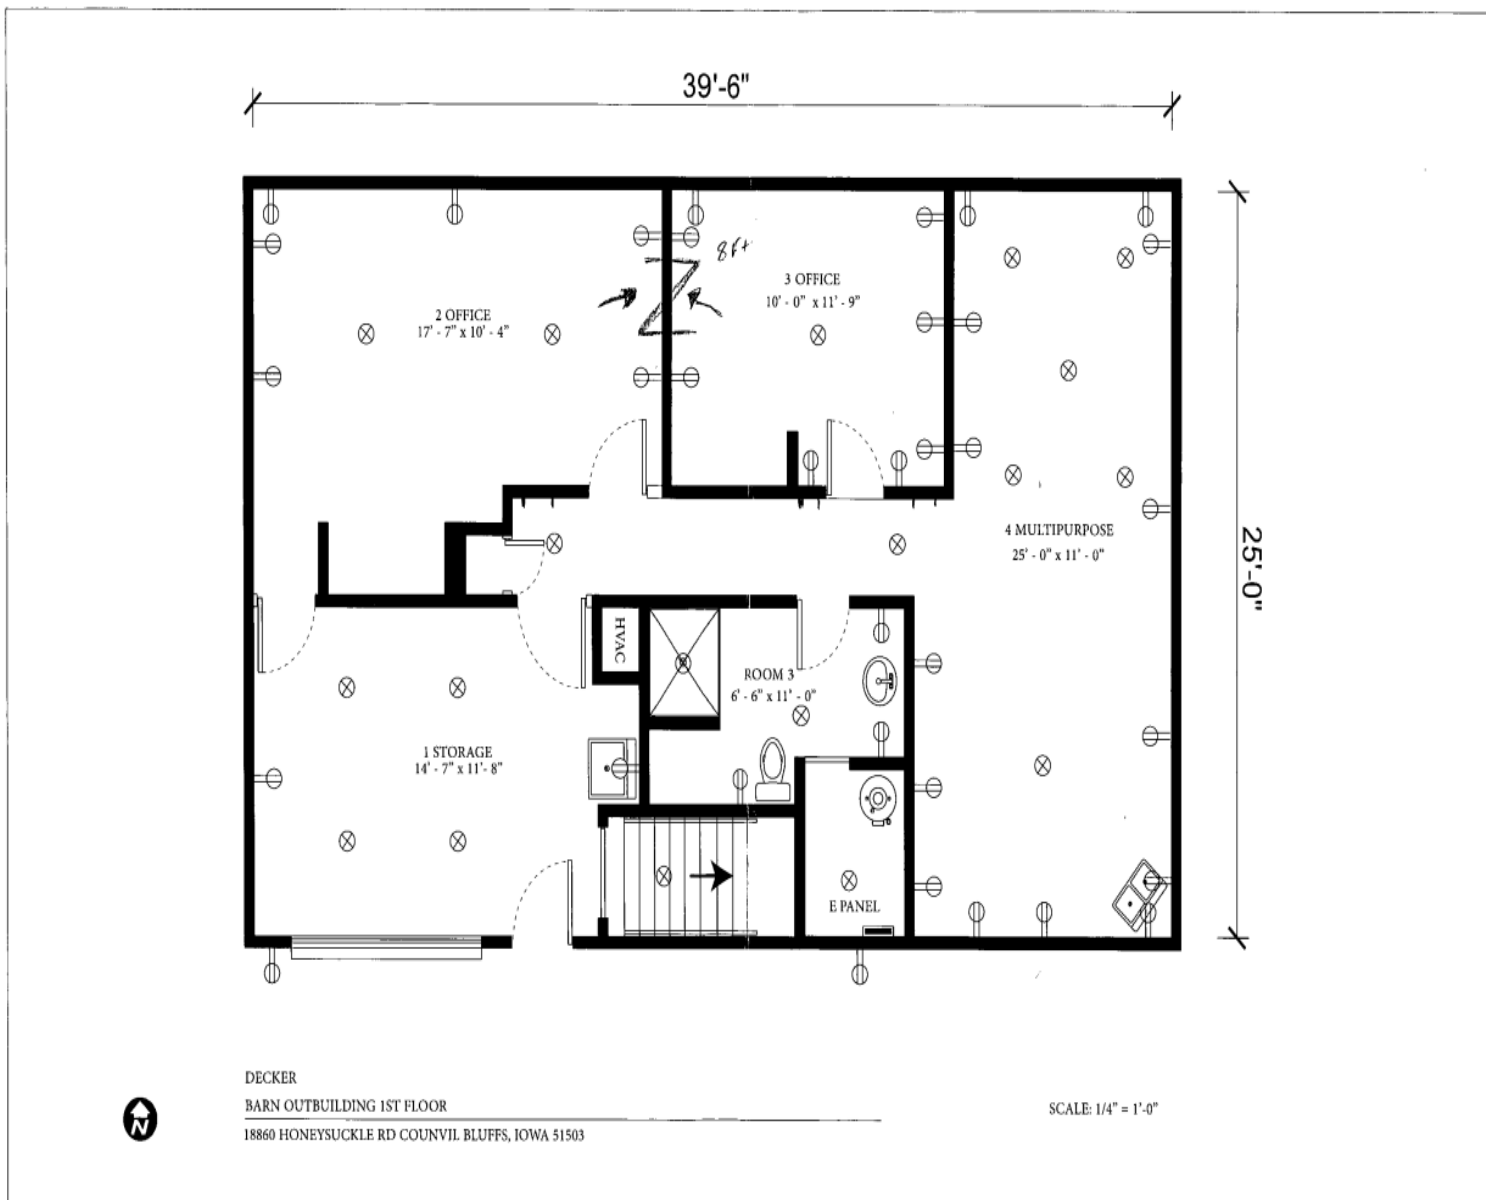 39'-6"
8 ft
3 OFFICE
10' - 0" x 11' - 9"
2 OFFICE
17' - 7" x 10' - 4"
4 MULTIPURPOSE
25' - 0" x 11' - 0"
25'-0"
HVAC
ROOM 3
6' - 6" x 11' - 0"
1 STORAGE
14' - 7" x 11'- 8"
E PANEL
DECKER
BARN OUTBUILDING 1ST FLOOR
SCALE: 1/4" = 1'-0"
18860 HONEYSUCKLE RD COUNVIL BLUFFS, IOWA 51503
N